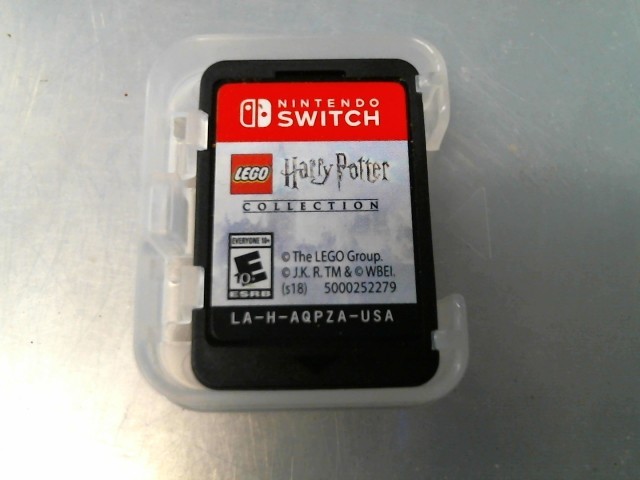 NINTENDO
SWITCH
LEGO Harry Potter
COLLECTION
EVERYONE 10+
E
10+
ESRB
© The LEGO Group.
© J.K. R. TM & © WBEI.
(s18) 5000252279
LA-H-AQPZA-USA